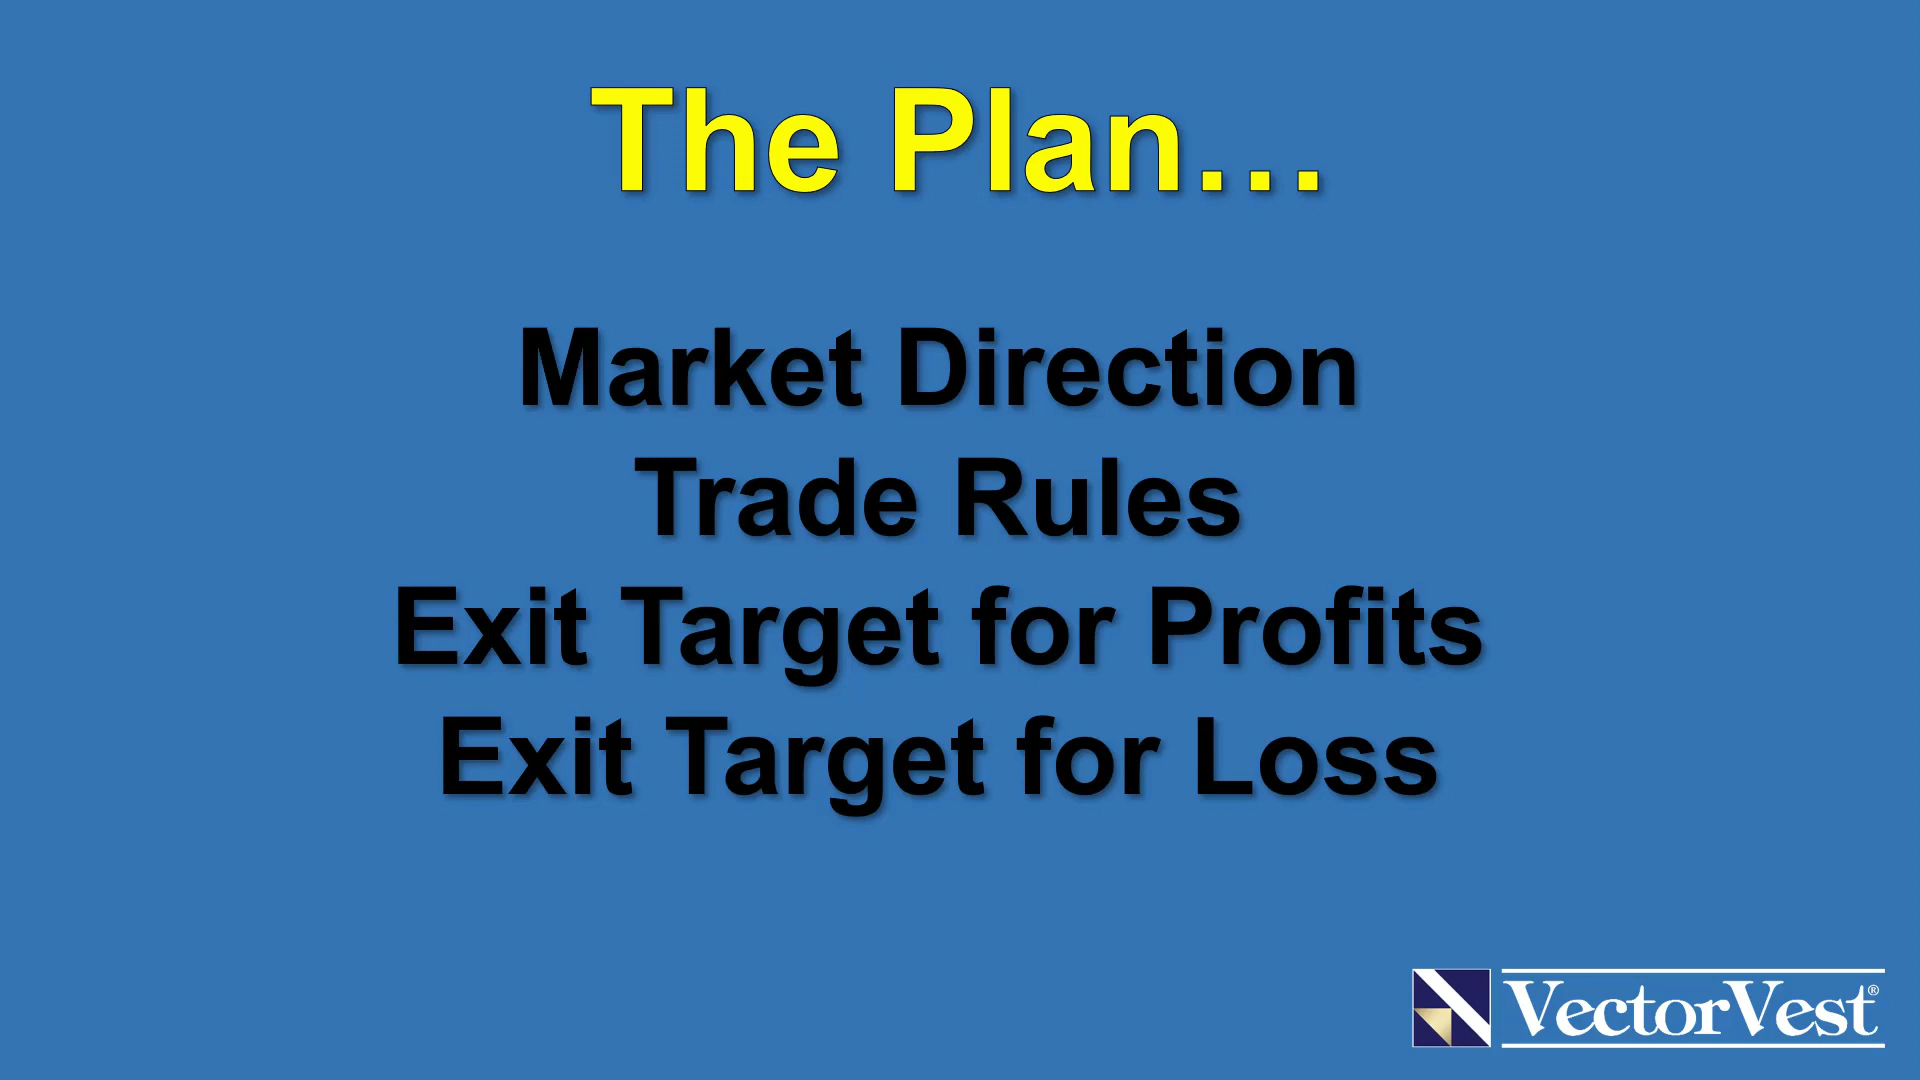 The Plan…
Market Direction
Trade Rules
Exit Target for Profits
Exit Target for Loss
VectorVest®